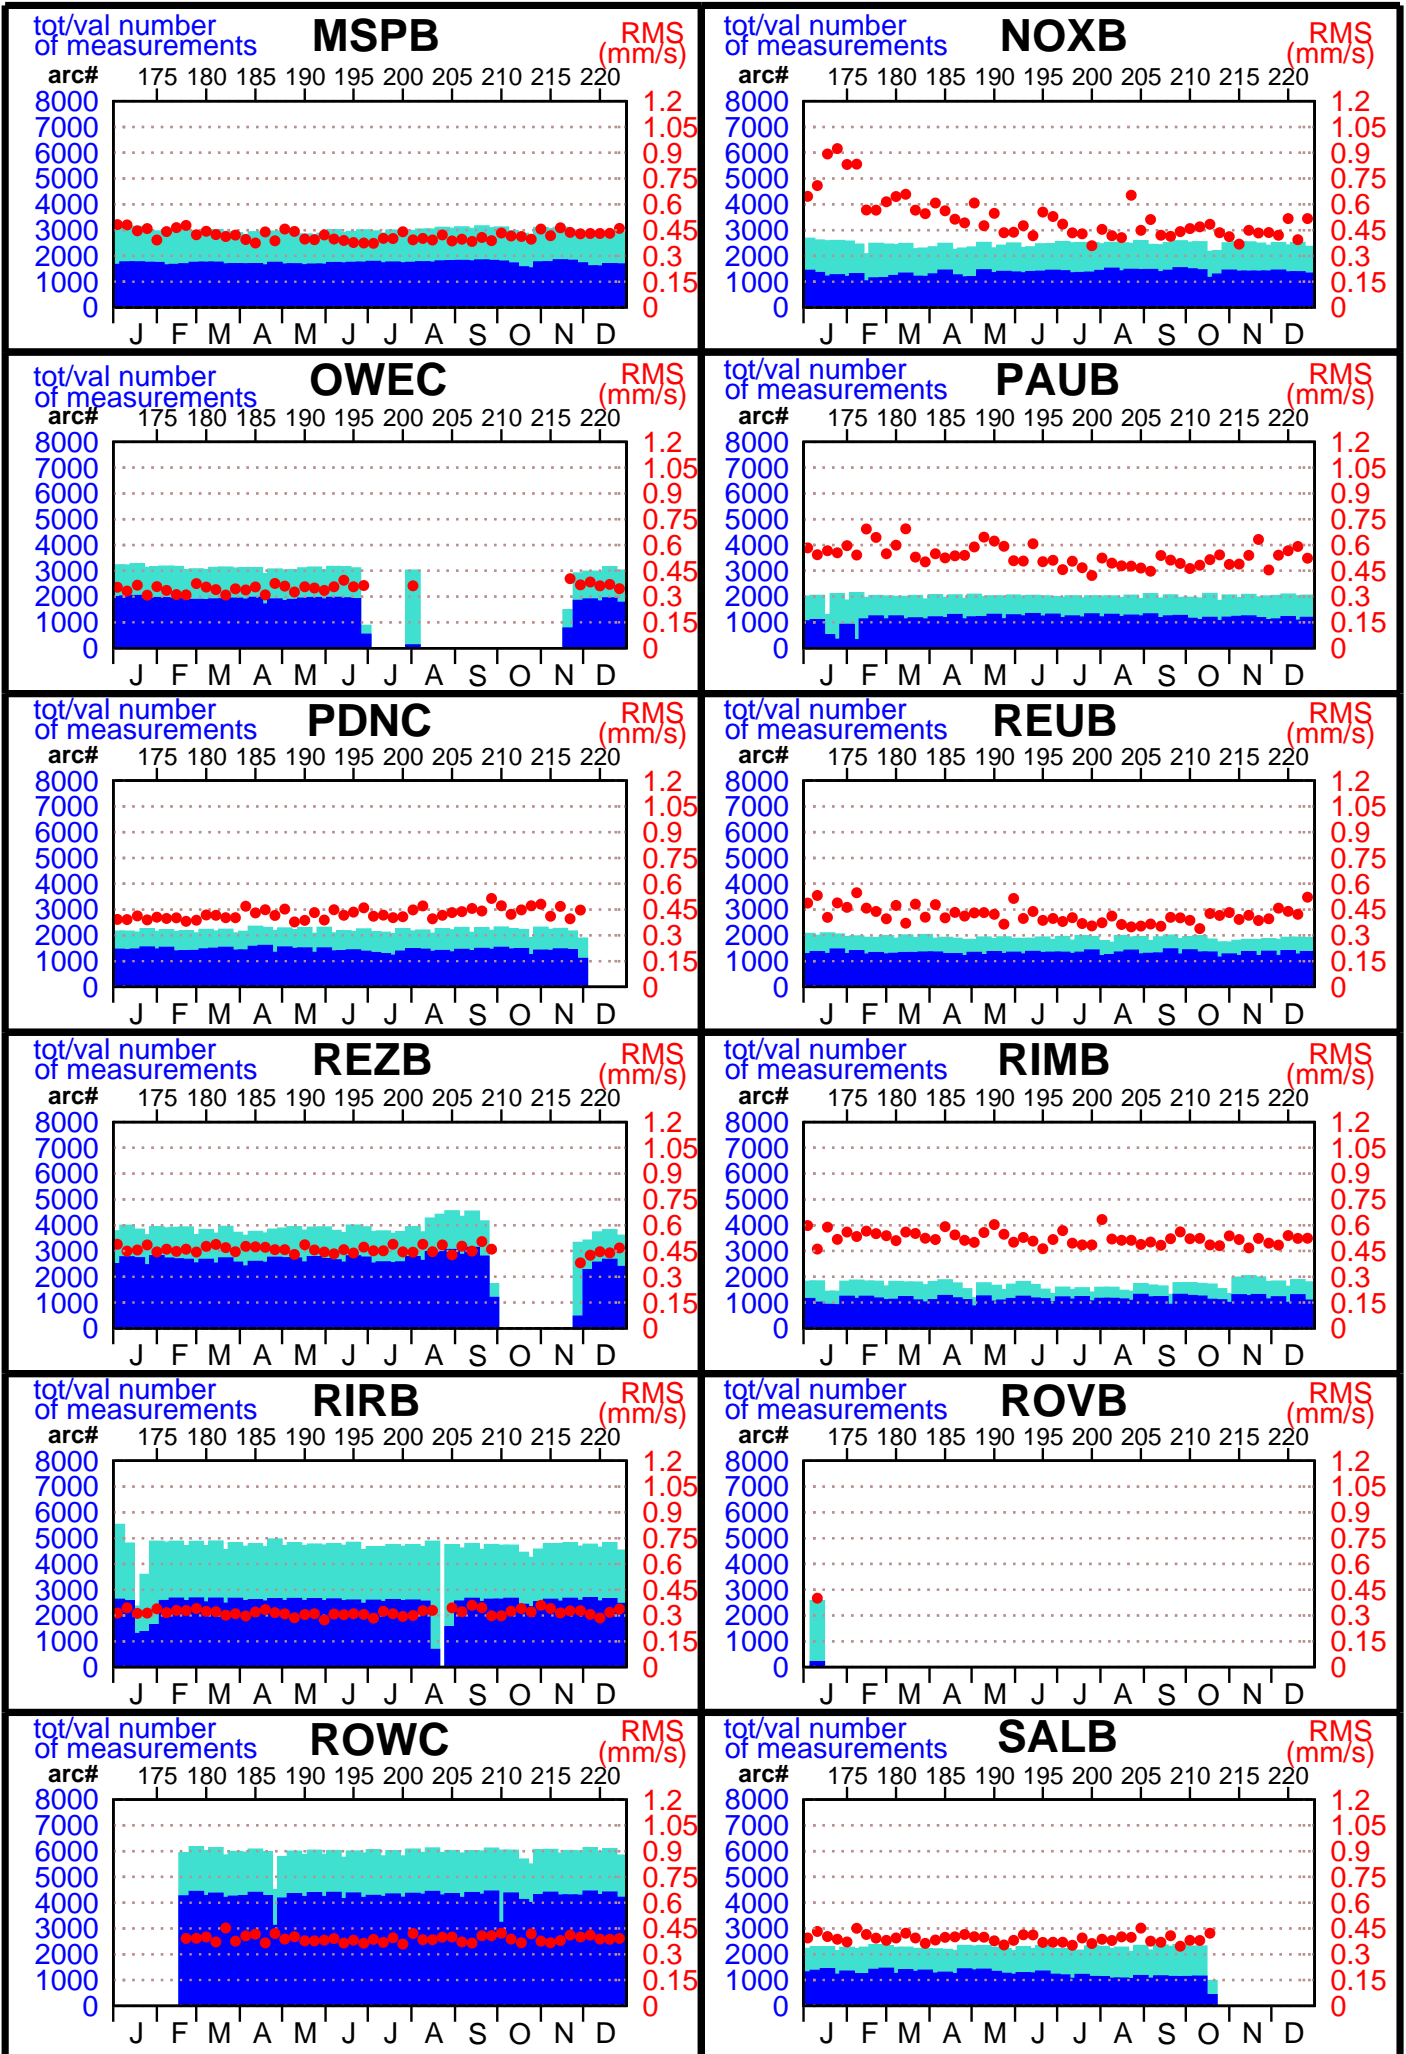 tot/val number
of measurements
MSPB
RMS
(mm/s)
arc# 175 180 185 190 195 200 205 210 215 220
8000 1.2
7000 1.05
6000 0.9
5000 0.75
4000 0.6
3000 0.45
2000 0.3
1000 0.15
0 0
J F M A M J J A S O N D
tot/val number
of measurements
NOXB
RMS
(mm/s)
arc# 175 180 185 190 195 200 205 210 215 220
8000 1.2
7000 1.05
6000 0.9
5000 0.75
4000 0.6
3000 0.45
2000 0.3
1000 0.15
0 0
J F M A M J J A S O N D
tot/val number
of measurements
OWEC
RMS
(mm/s)
arc# 175 180 185 190 195 200 205 210 215 220
8000 1.2
7000 1.05
6000 0.9
5000 0.75
4000 0.6
3000 0.45
2000 0.3
1000 0.15
0 0
J F M A M J J A S O N D
tot/val number
of measurements
PAUB
RMS
(mm/s)
arc# 175 180 185 190 195 200 205 210 215 220
8000 1.2
7000 1.05
6000 0.9
5000 0.75
4000 0.6
3000 0.45
2000 0.3
1000 0.15
0 0
J F M A M J J A S O N D
tot/val number
of measurements
PDNC
RMS
(mm/s)
arc# 175 180 185 190 195 200 205 210 215 220
8000 1.2
7000 1.05
6000 0.9
5000 0.75
4000 0.6
3000 0.45
2000 0.3
1000 0.15
0 0
J F M A M J J A S O N D
tot/val number
of measurements
REUB
RMS
(mm/s)
arc# 175 180 185 190 195 200 205 210 215 220
8000 1.2
7000 1.05
6000 0.9
5000 0.75
4000 0.6
3000 0.45
2000 0.3
1000 0.15
0 0
J F M A M J J A S O N D
tot/val number
of measurements
REZB
RMS
(mm/s)
arc# 175 180 185 190 195 200 205 210 215 220
8000 1.2
7000 1.05
6000 0.9
5000 0.75
4000 0.6
3000 0.45
2000 0.3
1000 0.15
0 0
J F M A M J J A S O N D
tot/val number
of measurements
RIMB
RMS
(mm/s)
arc# 175 180 185 190 195 200 205 210 215 220
8000 1.2
7000 1.05
6000 0.9
5000 0.75
4000 0.6
3000 0.45
2000 0.3
1000 0.15
0 0
J F M A M J J A S O N D
tot/val number
of measurements
RIRB
RMS
(mm/s)
arc# 175 180 185 190 195 200 205 210 215 220
8000 1.2
7000 1.05
6000 0.9
5000 0.75
4000 0.6
3000 0.45
2000 0.3
1000 0.15
0 0
J F M A M J J A S O N D
tot/val number
of measurements
ROVB
RMS
(mm/s)
arc# 175 180 185 190 195 200 205 210 215 220
8000 1.2
7000 1.05
6000 0.9
5000 0.75
4000 0.6
3000 0.45
2000 0.3
1000 0.15
0 0
J F M A M J J A S O N D
tot/val number
of measurements
ROWC
RMS
(mm/s)
arc# 175 180 185 190 195 200 205 210 215 220
8000 1.2
7000 1.05
6000 0.9
5000 0.75
4000 0.6
3000 0.45
2000 0.3
1000 0.15
0 0
J F M A M J J A S O N D
tot/val number
of measurements
SALB
RMS
(mm/s)
arc# 175 180 185 190 195 200 205 210 215 220
8000 1.2
7000 1.05
6000 0.9
5000 0.75
4000 0.6
3000 0.45
2000 0.3
1000 0.15
0 0
J F M A M J J A S O N D